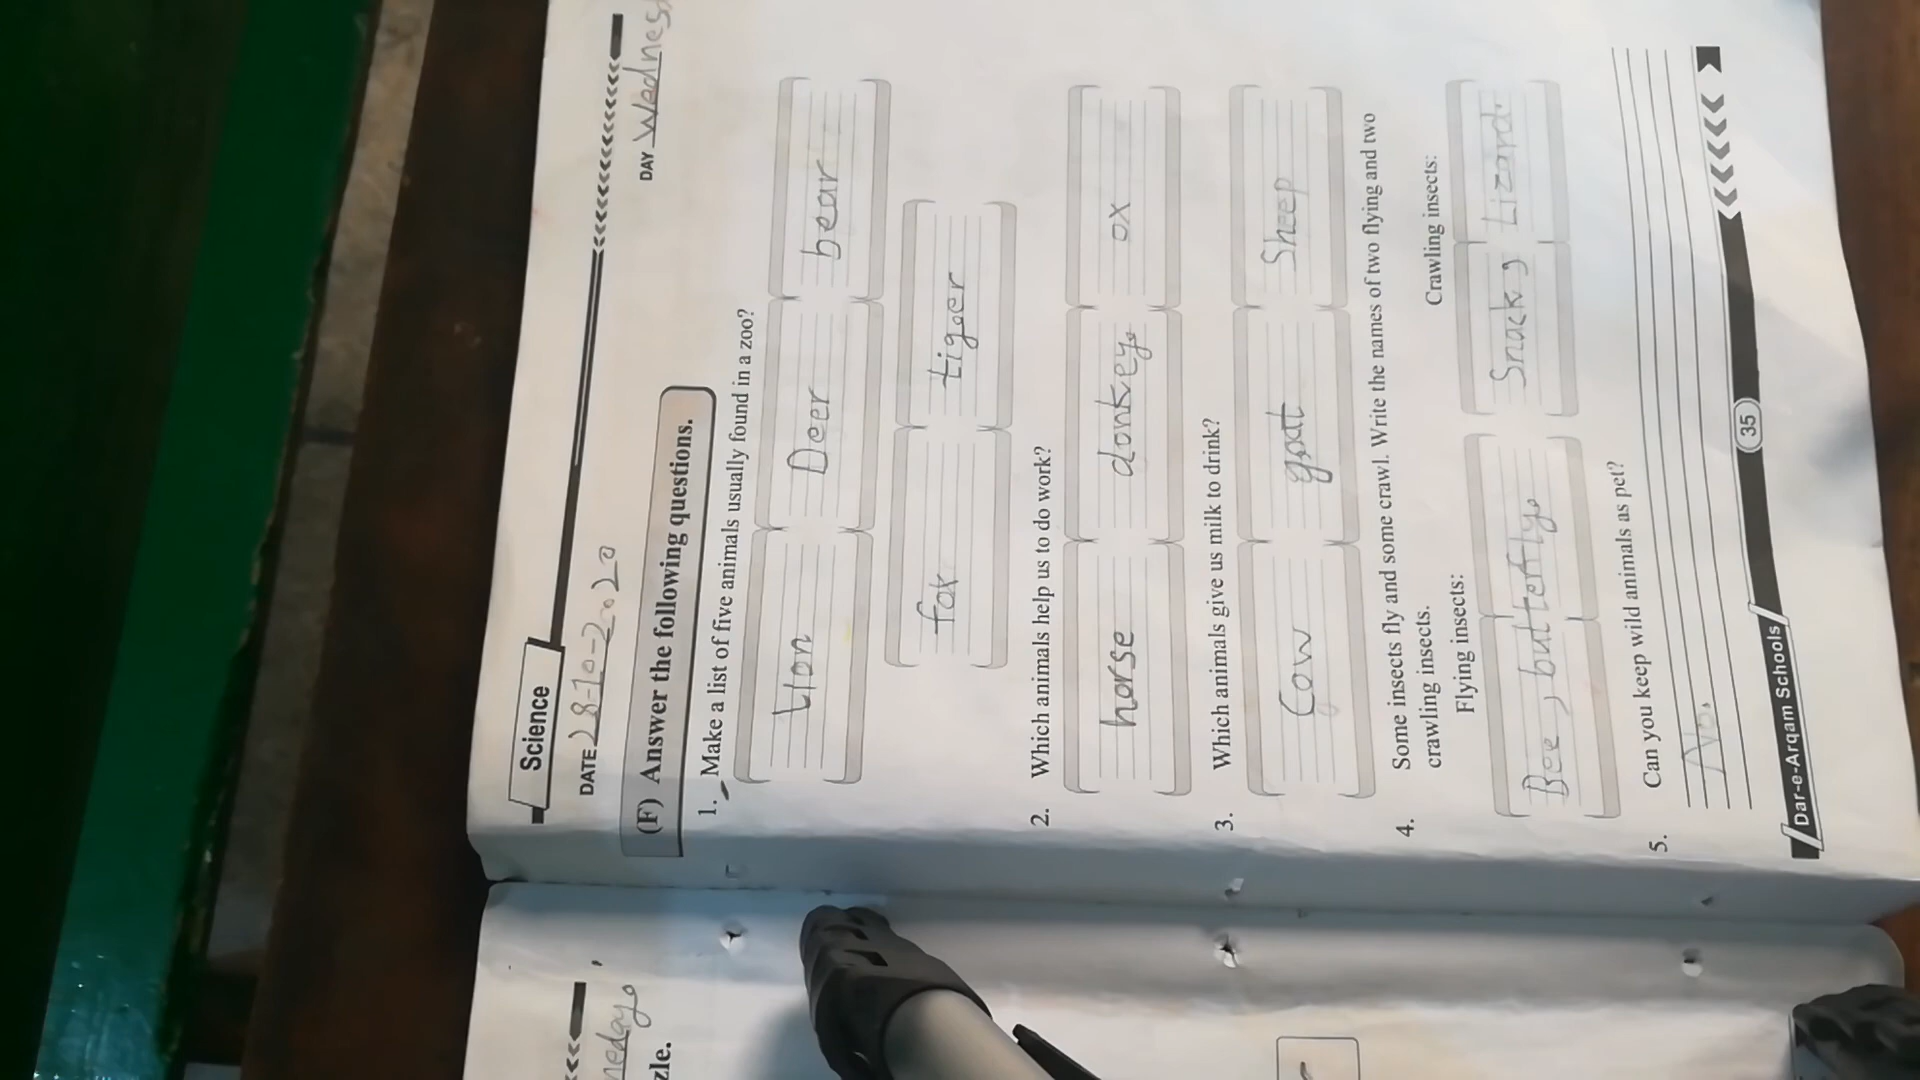 Science
DATE 28-10-2020 DAY Wednes
(F) Answer the following questions.
1. Make a list of five animals usually found in a zoo?
Lion Deer bear
fox tiger
2. Which animals help us to do work?
horse donkey ox
3. Which animals give us milk to drink?
Cow goat Sheep
4. Some insects fly and some crawl. Write the names of two flying and two
crawling insects.
Flying insects: Crawling insects:
Bee, butterfly Snack, Lizard.
5. Can you keep wild animals as pet?
No.
Dar-e-Arqam Schools 35
neday
zle.